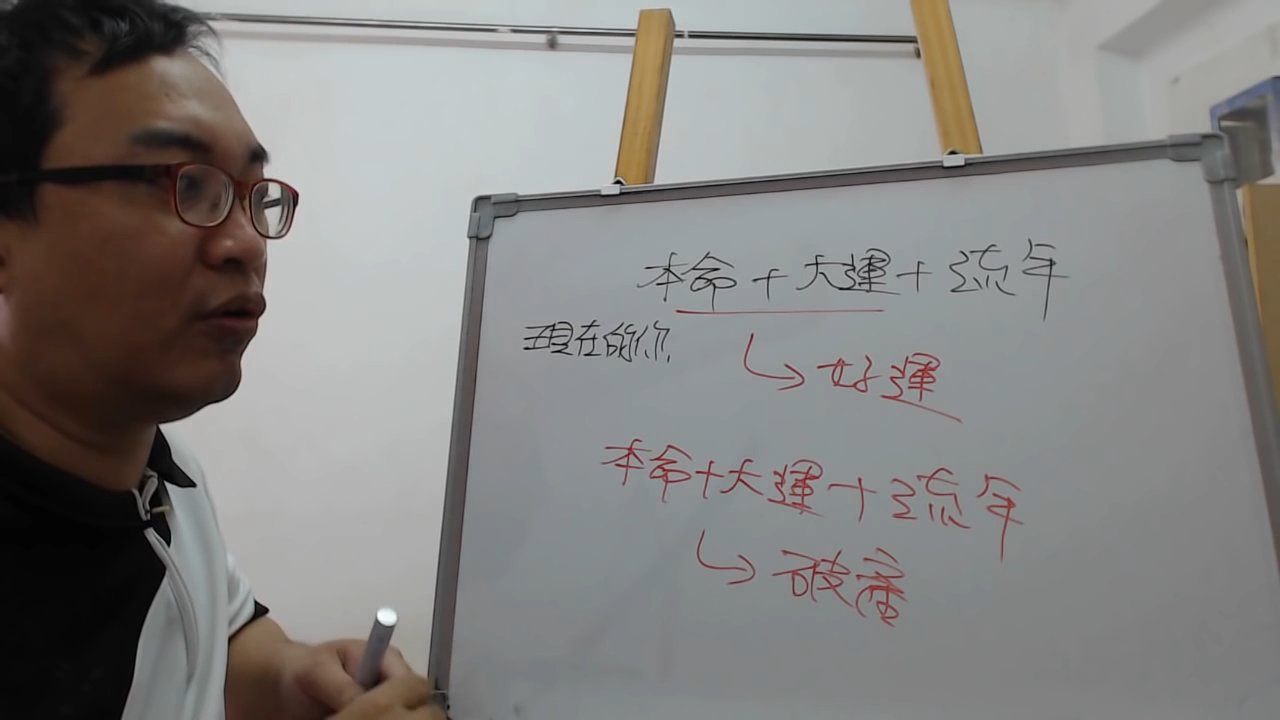 本命+大運+流年
現在的你
好運
本命+大運+流年
破產